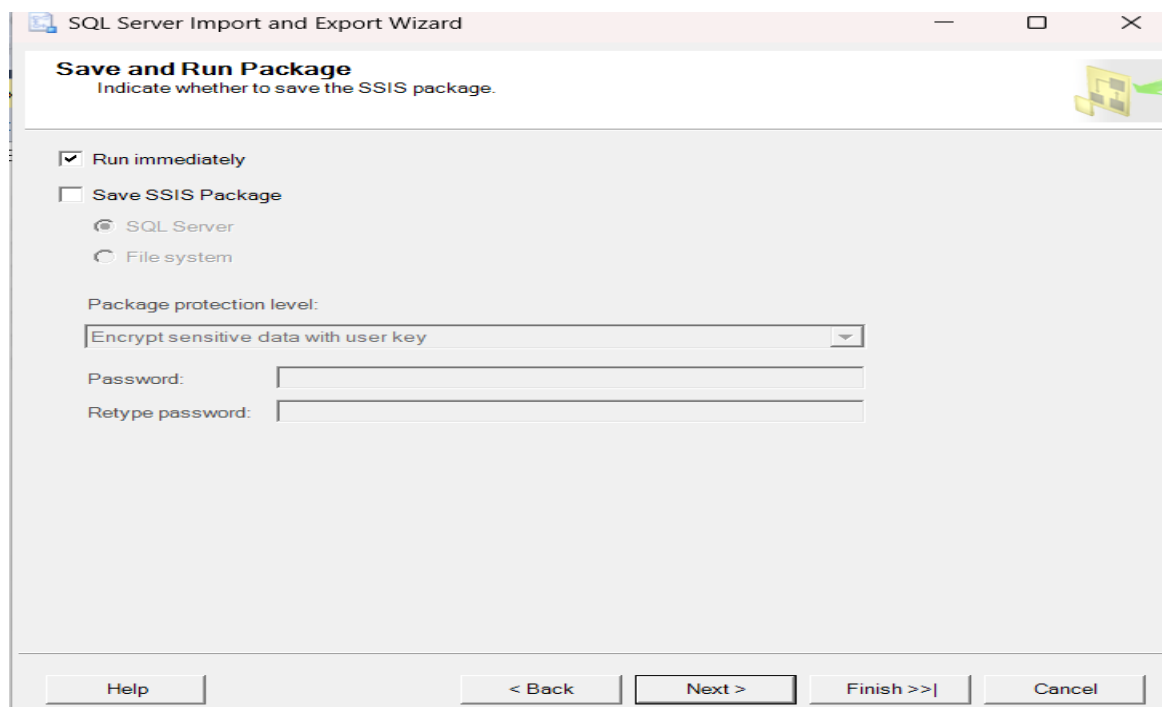 SQL Server Import and Export Wizard
Save and Run Package
Indicate whether to save the SSIS package.
Run immediately
Save SSIS Package
SQL Server
File system
Package protection level:
Encrypt sensitive data with user key
Password:
Retype password:
Help
< Back
Next >
Finish >>|
Cancel